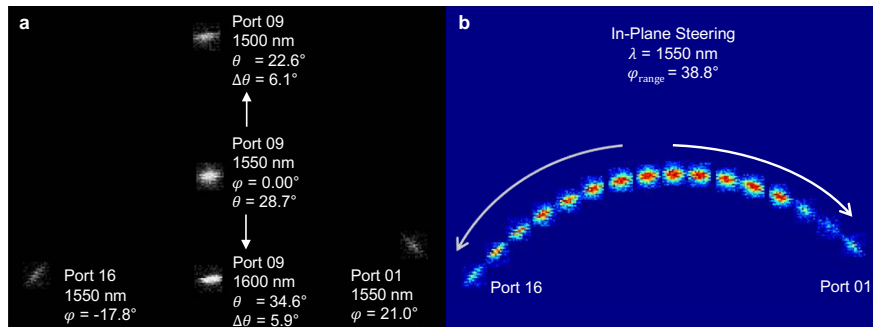 a
Port 09
1500 nm
θ = 22.6°
Δθ = 6.1°
Port 09
1550 nm
φ = 0.00°
θ = 28.7°
Port 16
1550 nm
φ = -17.8°
Port 09
1600 nm
θ = 34.6°
Δθ = 5.9°
Port 01
1550 nm
φ = 21.0°
b
In-Plane Steering
λ = 1550 nm
φrange = 38.8°
Port 16
Port 01